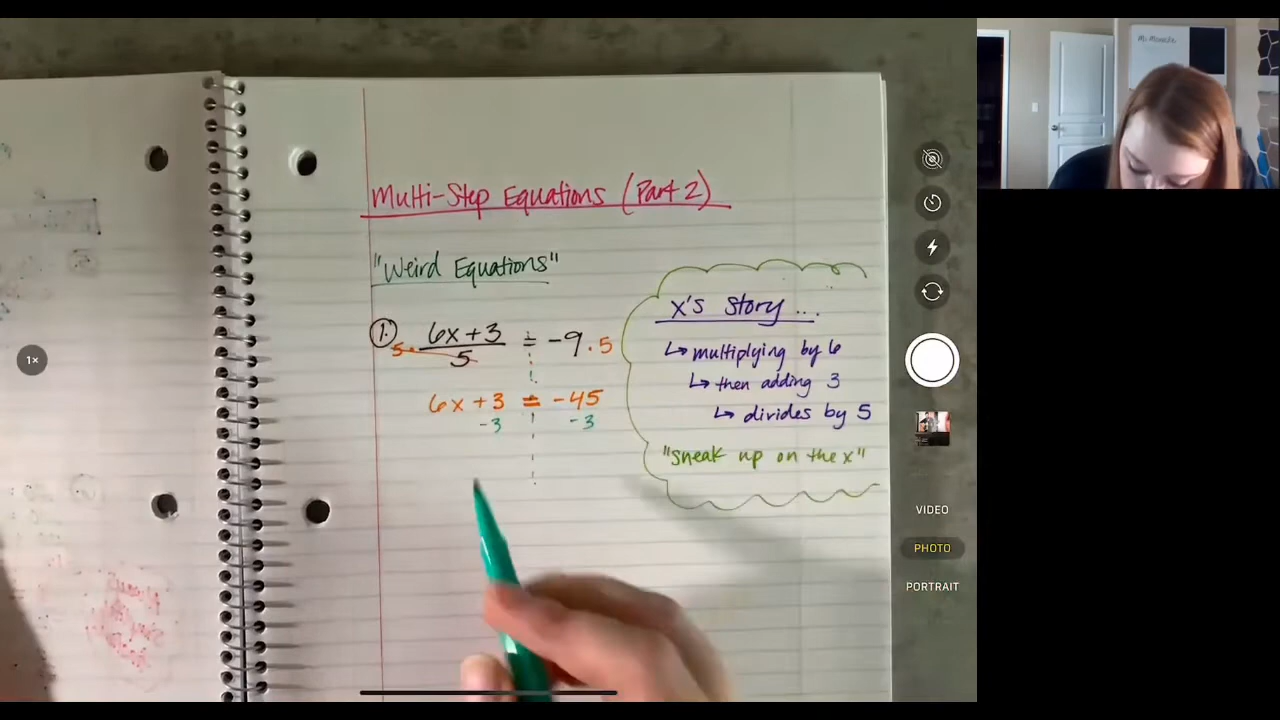 Multi-Step Equations (Part 2)
"Weird Equations"
1. 6x + 3 = -9 . 5
5 . 5
6x + 3 = -45
-3 -3
x's Story ...
↳ multiplying by 6
↳ then adding 3
↳ divides by 5
"sneak up on the x"
1×
VIDEO
PHOTO
PORTRAIT